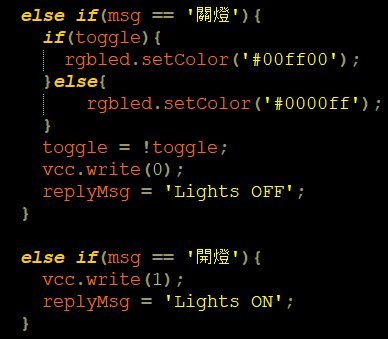 else if(msg == '關燈'){
if(toggle){
rgbled.setColor('#00ff00');
}else{
rgbled.setColor('#0000ff');
}
toggle = !toggle;
vcc.write(0);
replyMsg = 'Lights OFF';
}
else if(msg == '開燈'){
vcc.write(1);
replyMsg = 'Lights ON';
}